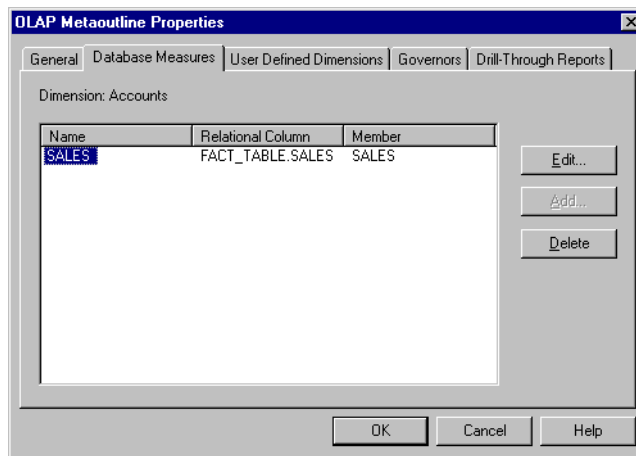 OLAP Metaoutline Properties
General Database Measures User Defined Dimensions Governors Drill-Through Reports
Dimension: Accounts
Name Relational Column Member
SALES FACT_TABLE.SALES SALES
Edit...
Add...
Delete
OK Cancel Help